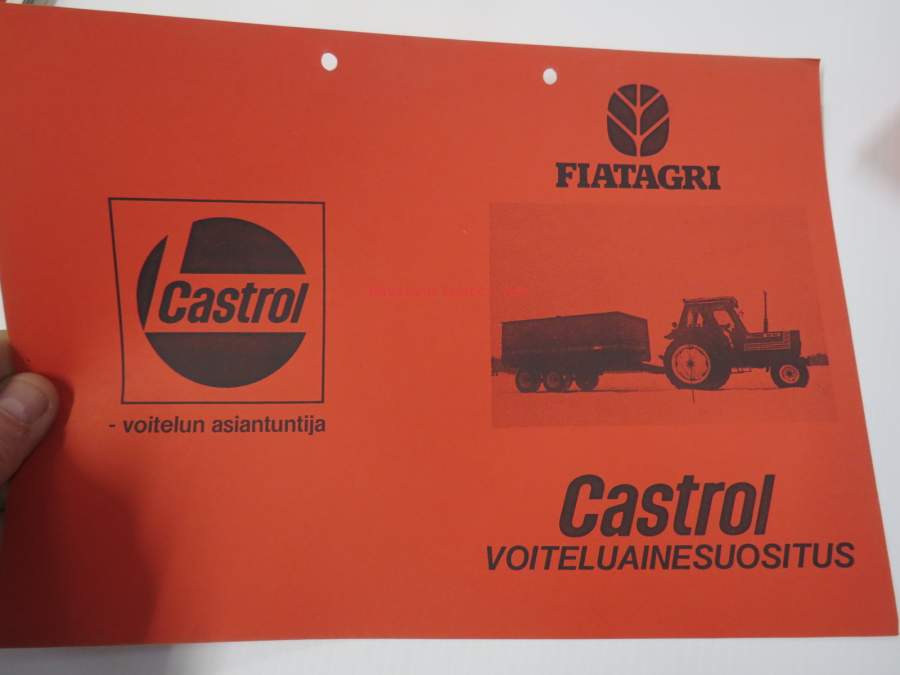 Castrol
- voitelun asiantuntija
FIATAGRI
Castrol
VOITELUAINESUOSITUS